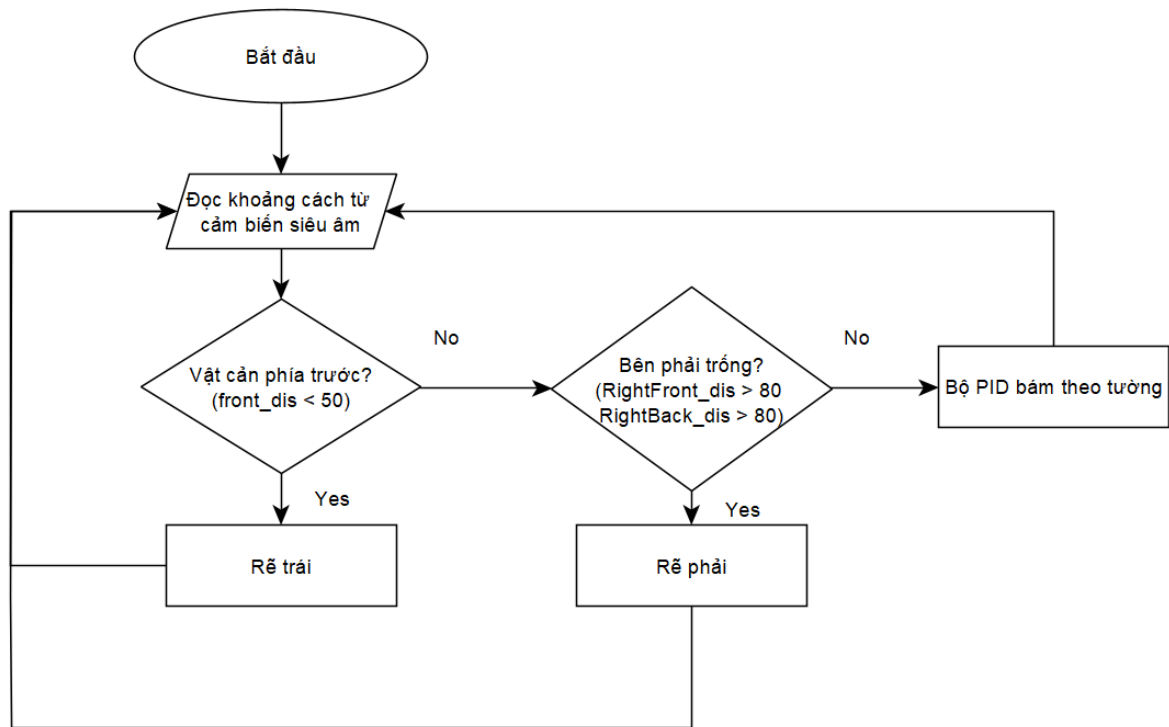 Bắt đầu
Đọc khoảng cách từ
cảm biến siêu âm
Vật cản phía trước?
(front_dis < 50)
No
Bên phải trống?
(RightFront_dis > 80
RightBack_dis > 80)
No
Bộ PID bám theo tường
Yes
Rẽ trái
Yes
Rẽ phải